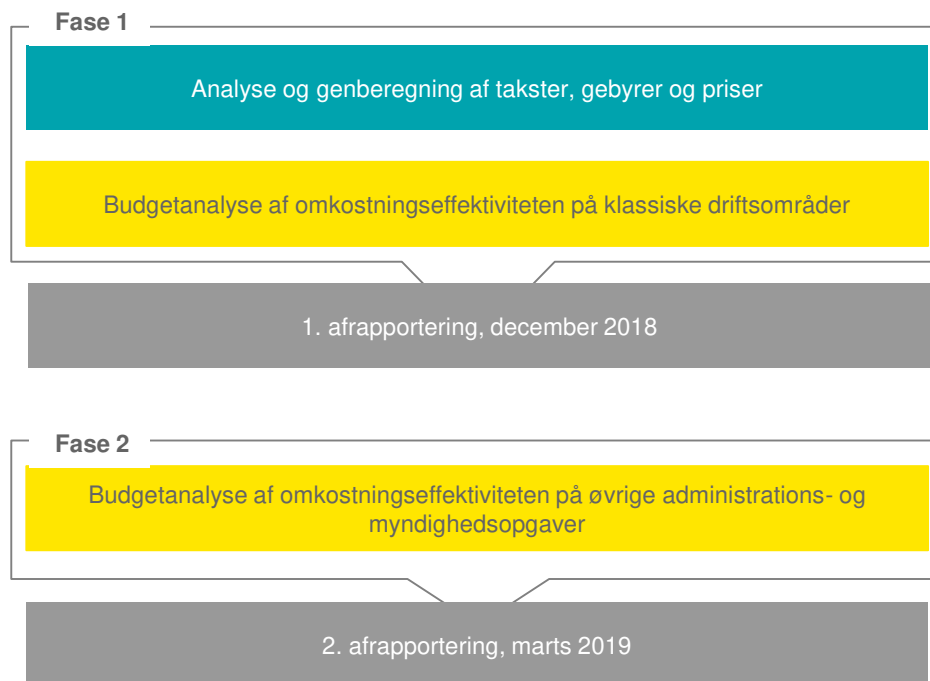 Fase 1
Analyse og genberegning af takster, gebyrer og priser
Budgetanalyse af omkostningseffektiviteten på klassiske driftsområder
1. afrapportering, december 2018
Fase 2
Budgetanalyse af omkostningseffektiviteten på øvrige administrations- og
myndighedsopgaver
2. afrapportering, marts 2019